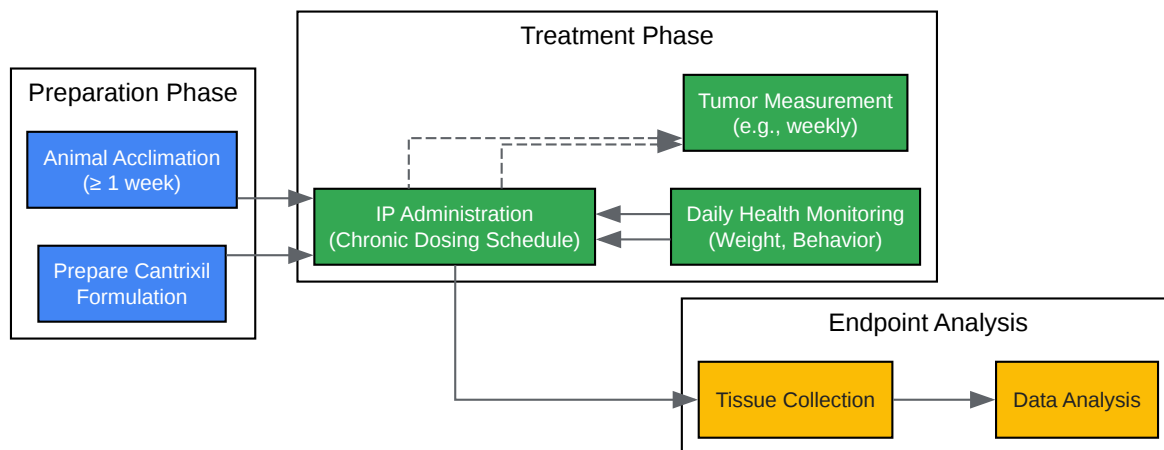 Preparation Phase
Animal Acclimation
(≥ 1 week)
Prepare Cantrixil
Formulation
Treatment Phase
Tumor Measurement
(e.g., weekly)
IP Administration
(Chronic Dosing Schedule)
Daily Health Monitoring
(Weight, Behavior)
Endpoint Analysis
Tissue Collection
Data Analysis